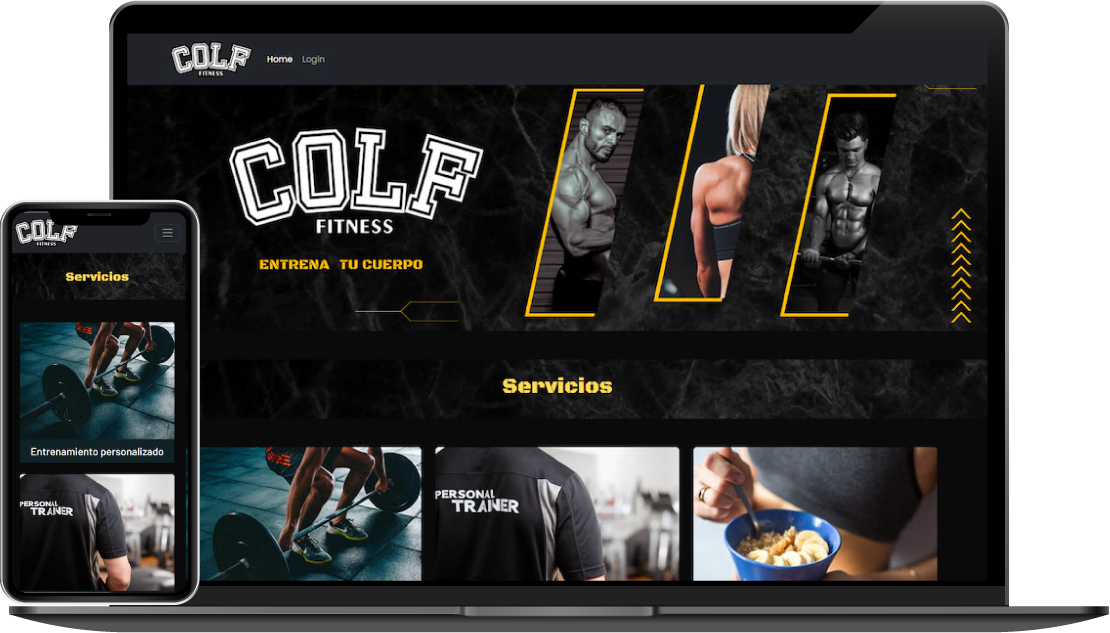 COLF
FITNESS
Home Login
COLF
FITNESS
ENTRENA TU CUERPO
Servicios
PERSONAL
TRAINER
COLF
FITNESS
Servicios
Entrenamiento personalizado
PERSONAL
TRAINER